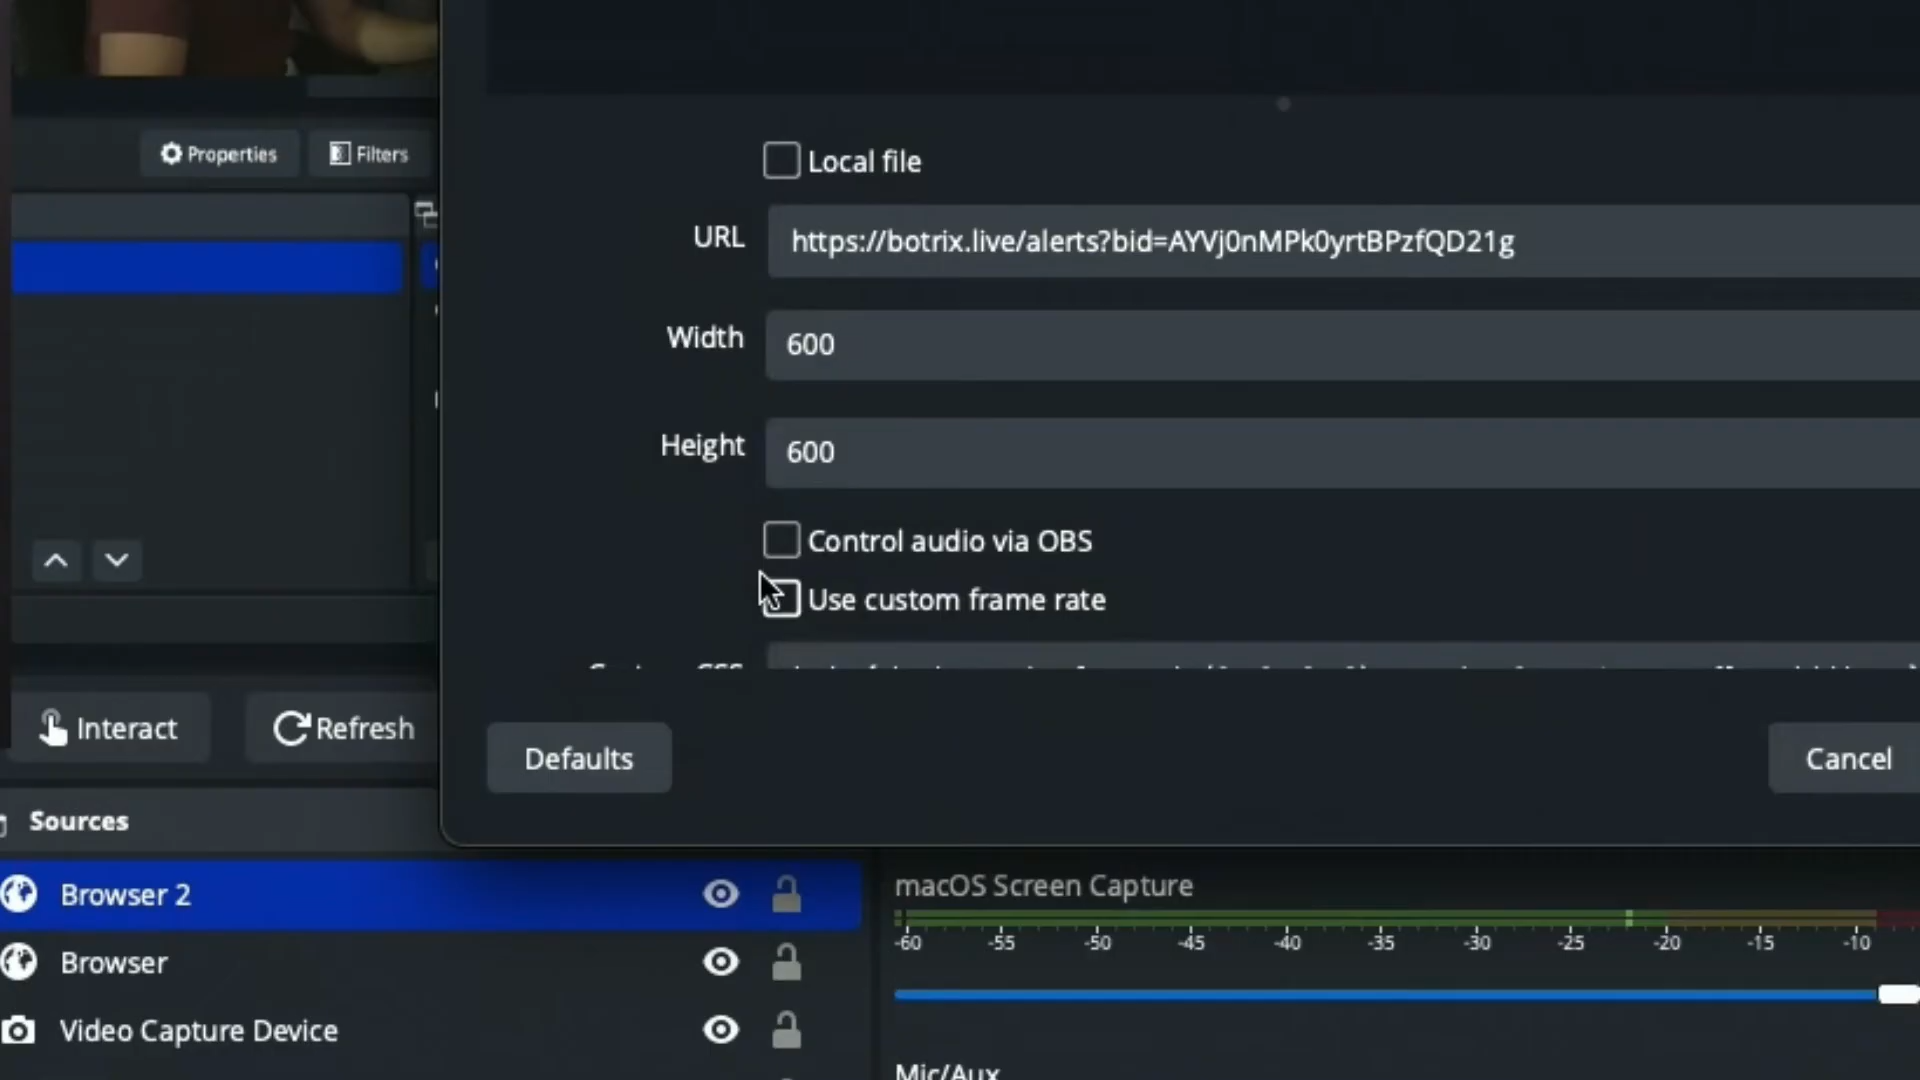 Properties
Filters
Local file
URL
https://botrix.live/alerts?bid=AYVj0nMPk0yrtBPzfQD21g
Width
600
Height
600
Control audio via OBS
Use custom frame rate
CSS
Interact
Refresh
Defaults
Cancel
Sources
Browser 2
Browser
Video Capture Device
macOS Screen Capture
-60 -55 -50 -45 -40 -35 -30 -25 -20 -15 -10
Mic/Aux